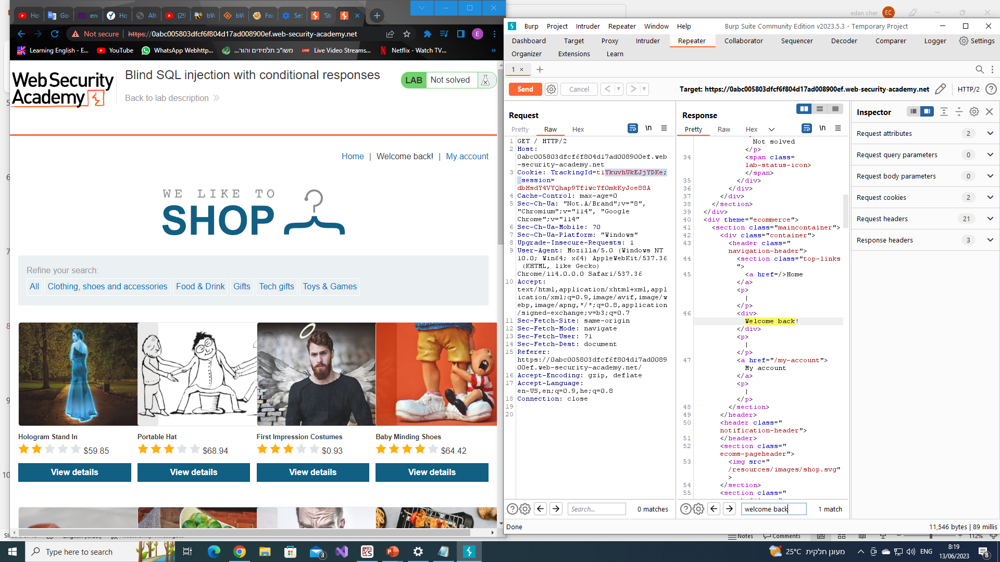 Ho
Goo
enc
Ho
Alt
(29
bW
bW
Fox
Set
'St
Not secure
https://0abc005803dfcf6f804d17ad008900ef.web-security-academy.net
E
Learning English - E...
YouTube
WhatsApp Webhttp...
משו"ב תלמידים והור...
LIVE
Live Video Streams...
Netflix - Watch TV...
»
Web Security
Academy
Blind SQL injection with conditional responses
Back to lab description
LAB
Not solved
Home | Welcome back! | My account
WE LIKE TO
SHOP
Refine your search:
All
Clothing, shoes and accessories
Food & Drink
Gifts
Tech gifts
Toys & Games
Hologram Stand In
$59.85
View details
Portable Hat
$68.94
View details
First Impression Costumes
$0.93
View details
Baby Minding Shoes
$64.42
View details
5
6
7
8
9
10
edan cher
EC
Burp Project Intruder Repeater Window Help
Burp Suite Community Edition v2023.5.3 - Temporary Project
Dashboard Target Proxy Intruder Repeater Collaborator Sequencer Decoder Comparer Logger Settings
Organizer Extensions Learn
1 ×
Send
Cancel
Target: https://0abc005803dfcf6f804d17ad008900ef.web-security-academy.net
HTTP/2
Request
Pretty Raw Hex
\n
1 GET / HTTP/2
2 Host:
0abc005803dfcf6f804d17ad008900ef.web
-security-academy.net
3 Cookie: TrackingId=t1YkuvhUkEJjYDKe;
session=
dbHsdY4VYQhap9Tf1wcYfOmkKyJoe88A
4 Cache-Control: max-age=0
5 Sec-Ch-Ua: "Not.A/Brand";v="8",
"Chromium";v="114", "Google
Chrome";v="114"
6 Sec-Ch-Ua-Mobile: ?0
7 Sec-Ch-Ua-Platform: "Windows"
8 Upgrade-Insecure-Requests: 1
9 User-Agent: Mozilla/5.0 (Windows NT
10.0; Win64; x64) AppleWebKit/537.36
(KHTML, like Gecko)
Chrome/114.0.0.0 Safari/537.36
10 Accept:
text/html,application/xhtml+xml,appl
ication/xml;q=0.9,image/avif,image/w
ebp,image/apng,*/*;q=0.8,application
/signed-exchange;v=b3;q=0.7
11 Sec-Fetch-Site: same-origin
12 Sec-Fetch-Mode: navigate
13 Sec-Fetch-User: ?1
14 Sec-Fetch-Dest: document
15 Referer:
https://0abc005803dfcf6f804d17ad0089
00ef.web-security-academy.net/
16 Accept-Encoding: gzip, deflate
17 Accept-Language:
en-US,en;q=0.9,he;q=0.8
18 Connection: close
19
20
Search...
0 matches
Response
Pretty Raw Hex
\n
Not solved
</p>
34 <span class=
lab-status-icon>
</span>
35 </div>
36 </div>
37 </div>
38 </section>
39 </div>
40 <div theme="ecommerce">
41 <section class="maincontainer">
42 <div class="container">
43 <header class="
navigation-header">
44 <section class="top-links
">
45 <a href=/>Home
</a>
<p>
|
</p>
46 <div>
Welcome back!
</div>
<p>
|
</p>
47 <a href="/my-account">
My account
</a>
<p>
|
</p>
48 </section>
49 </header>
50 <header class="
notification-header">
51 </header>
52 <section class="
ecoms-pageheader">
53 <img src="
/resources/images/shop.svg"
>
54 </section>
55 <section class="
welcome back
1 match
Inspector
Request attributes 2
Request query parameters 0
Request body parameters 0
Request cookies 2
Request headers 21
Response headers 3
Done
11,546 bytes | 89 millis
Notes
Comments
112%
Type here to search
3
25°C מעונן חלקית
ENG
8:19
13/06/2023
8